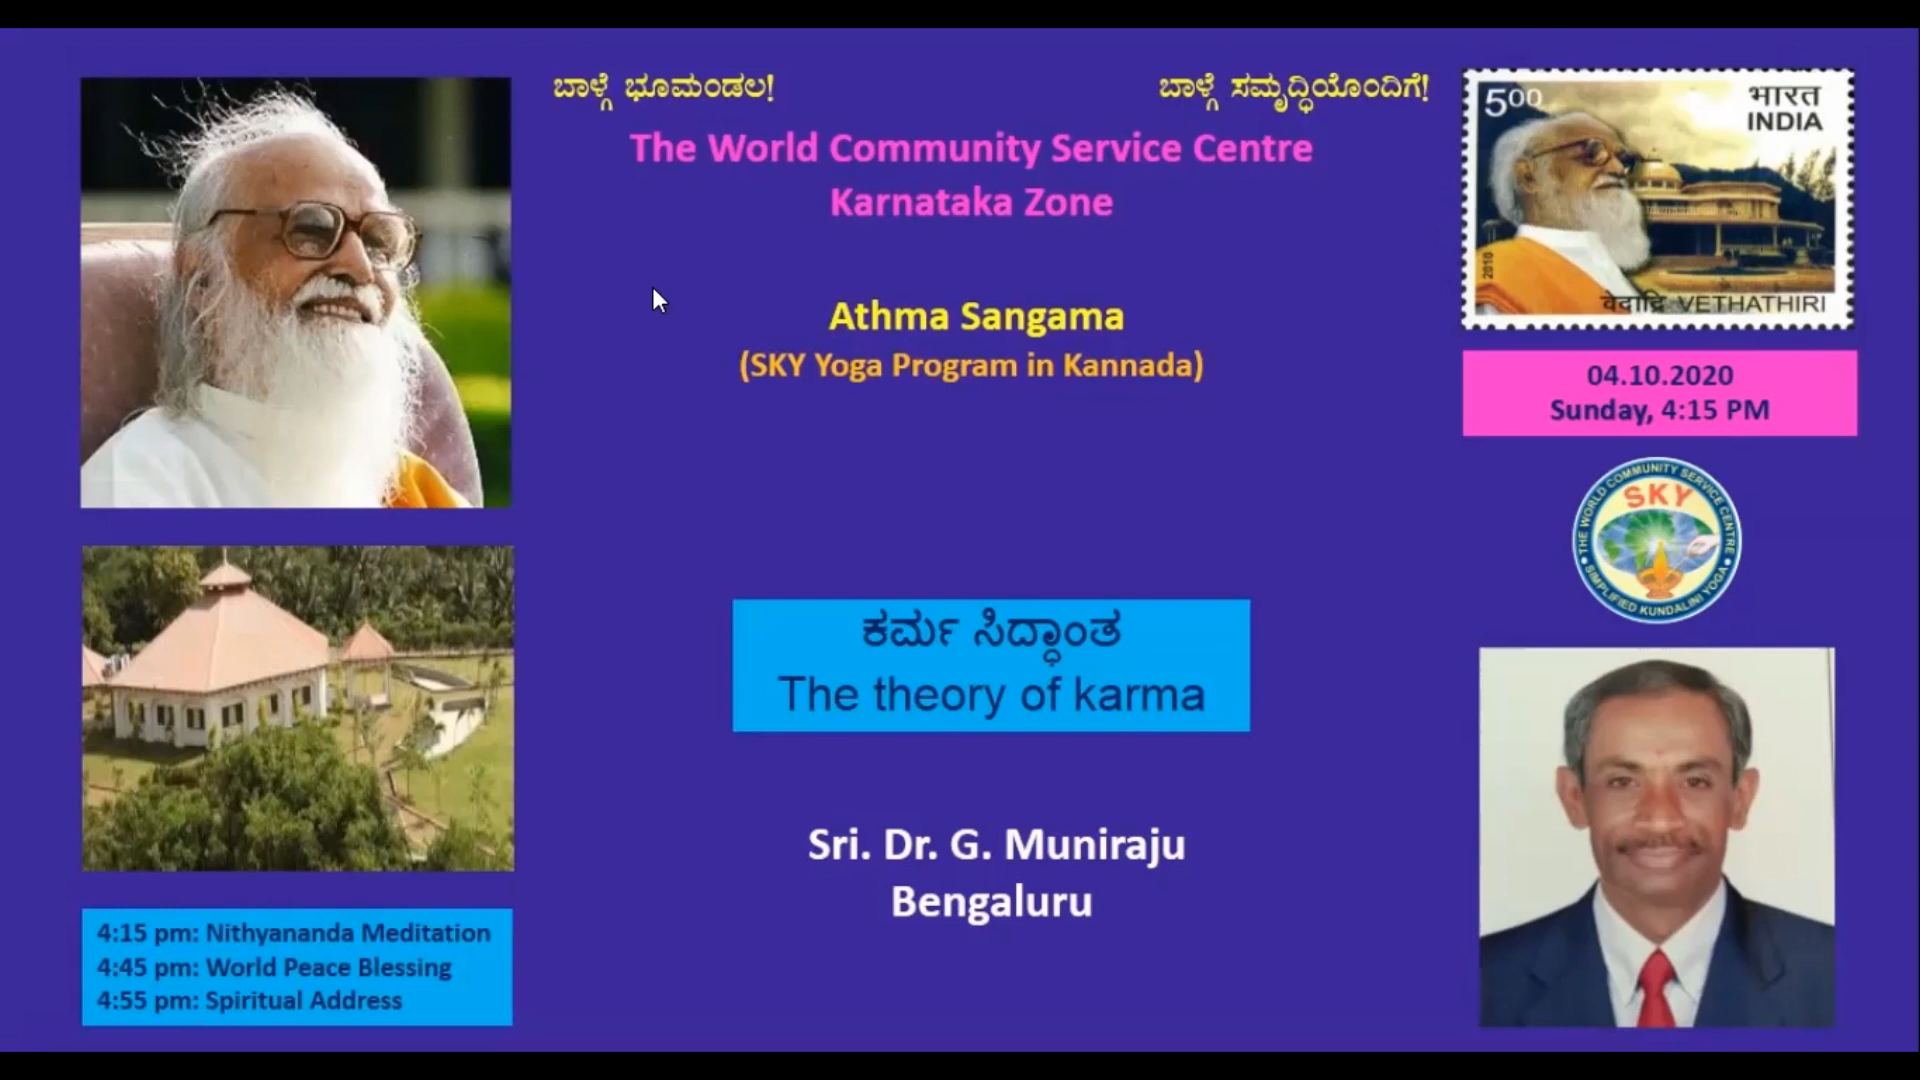 ಬಾಳ್ಗೆ ಭೂಮಂಡಲ!
ಬಾಳ್ಗೆ ಸಮೃದ್ಧಿಯೊಂದಿಗೆ!
The World Community Service Centre
Karnataka Zone
Athma Sangama
(SKY Yoga Program in Kannada)
500
भारत
INDIA
2010
वेदाद्रि VETHATHIRI
04.10.2020
Sunday, 4:15 PM
THE WORLD COMMUNITY SERVICE CENTRE
SKY
SIMPLIFIED KUNDALINI YOGA
ಕರ್ಮ ಸಿದ್ಧಾಂತ
The theory of karma
Sri. Dr. G. Muniraju
Bengaluru
4:15 pm: Nithyananda Meditation
4:45 pm: World Peace Blessing
4:55 pm: Spiritual Address